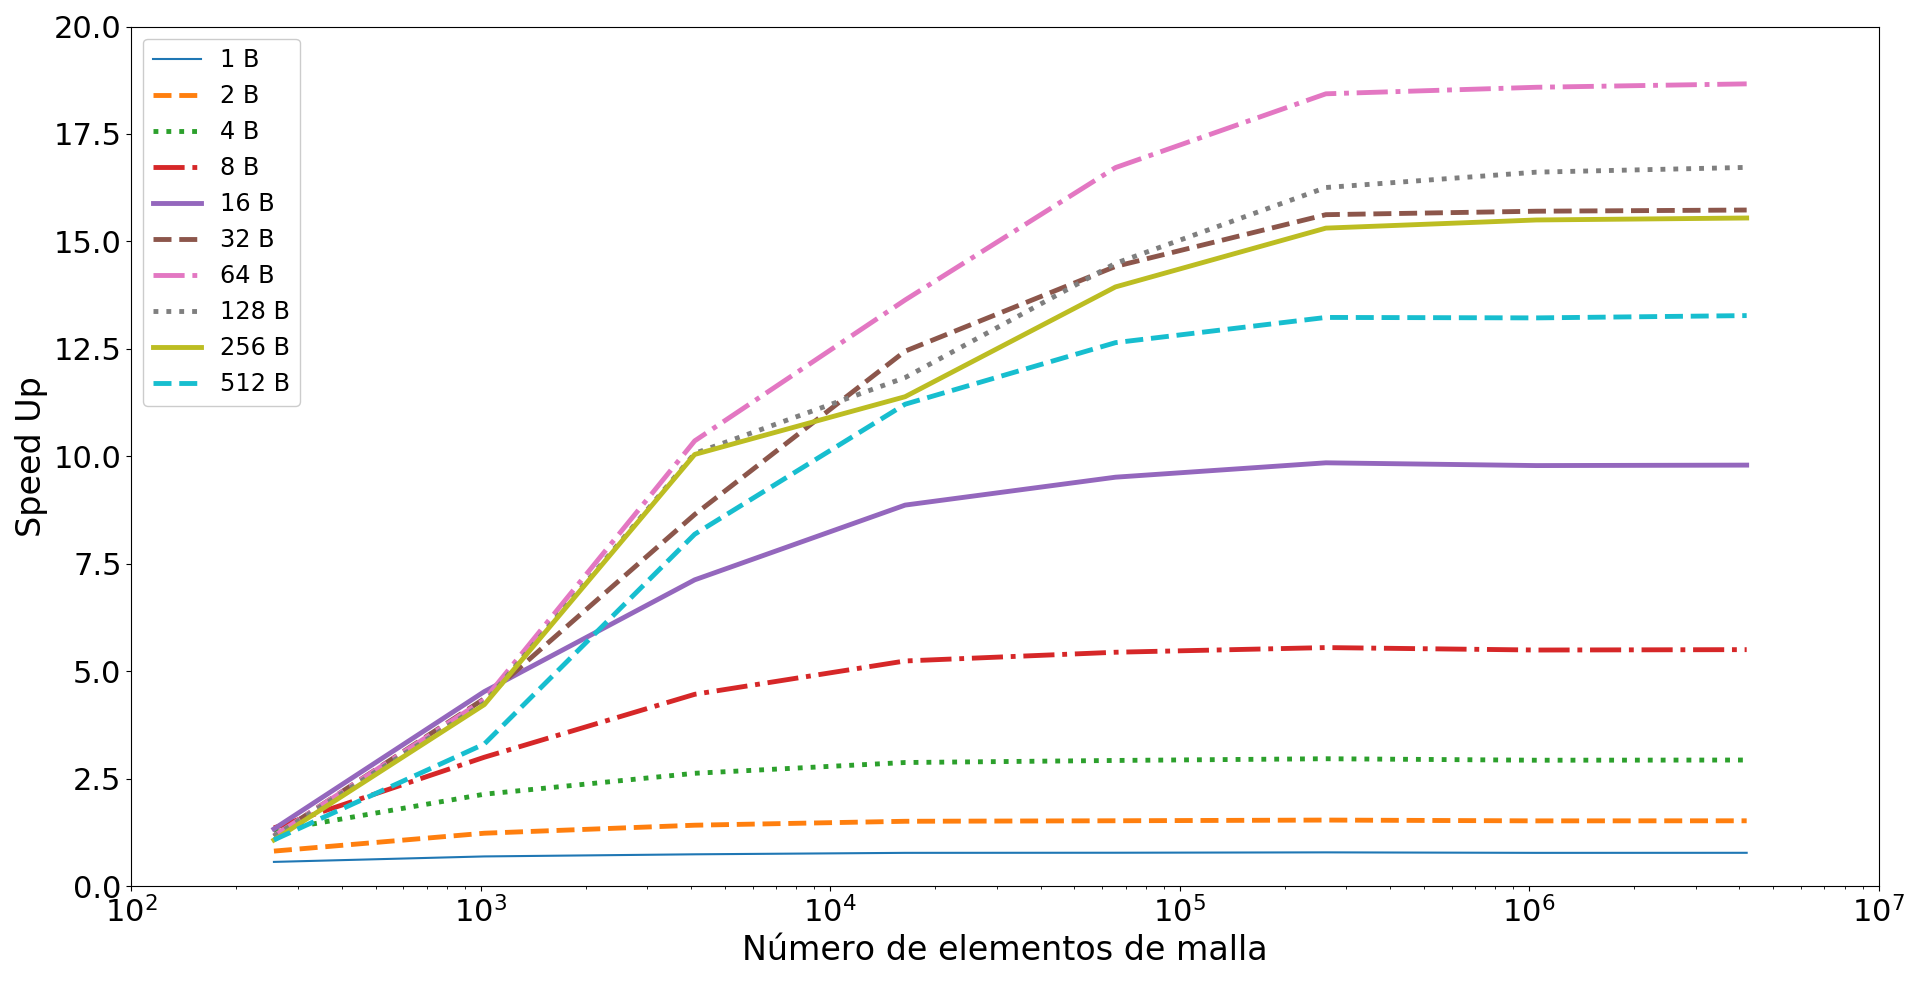 20.0
17.5
15.0
12.5
10.0
7.5
5.0
2.5
0.0
Speed Up
1 B
2 B
4 B
8 B
16 B
32 B
64 B
128 B
256 B
512 B
10² 10³ 10⁴ 10⁵ 10⁶ 10⁷
Número de elementos de malla